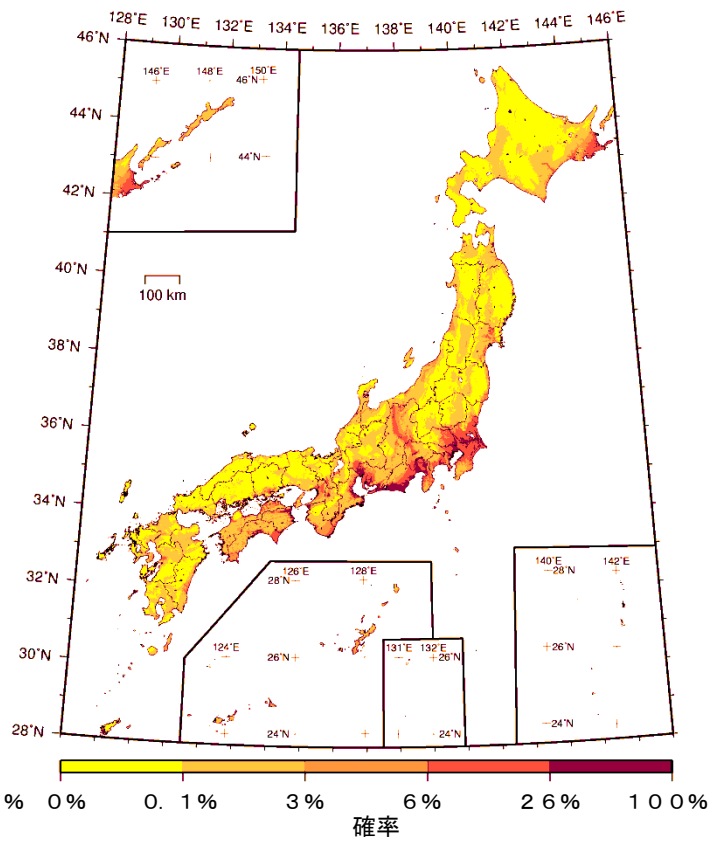 128°E 130°E 132°E 134°E 136°E 138°E 140°E 142°E 144°E 146°E
46°N
146°E 148°E 150°E
46°N
44°N
44°N
42°N
40°N
100 km
38°N
36°N
34°N
32°N
126°E 128°E
28°N
140°E 142°E
28°N
30°N
124°E
26°N
131°E 132°E
26°N
26°N
28°N
24°N
24°N
24°N
% 0% 0.1% 3% 6% 26% 100%
確率